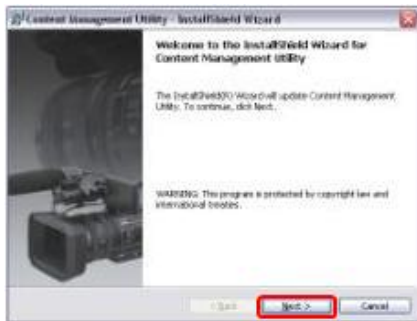 Content Management Utility - InstallShield Wizard
Welcome to the InstallShield Wizard for
Content Management Utility
The InstallShield(R) Wizard will update Content Management
Utility. To continue, click Next.
WARNING: This program is protected by copyright law and
international treaties.
< Back
Next >
Cancel